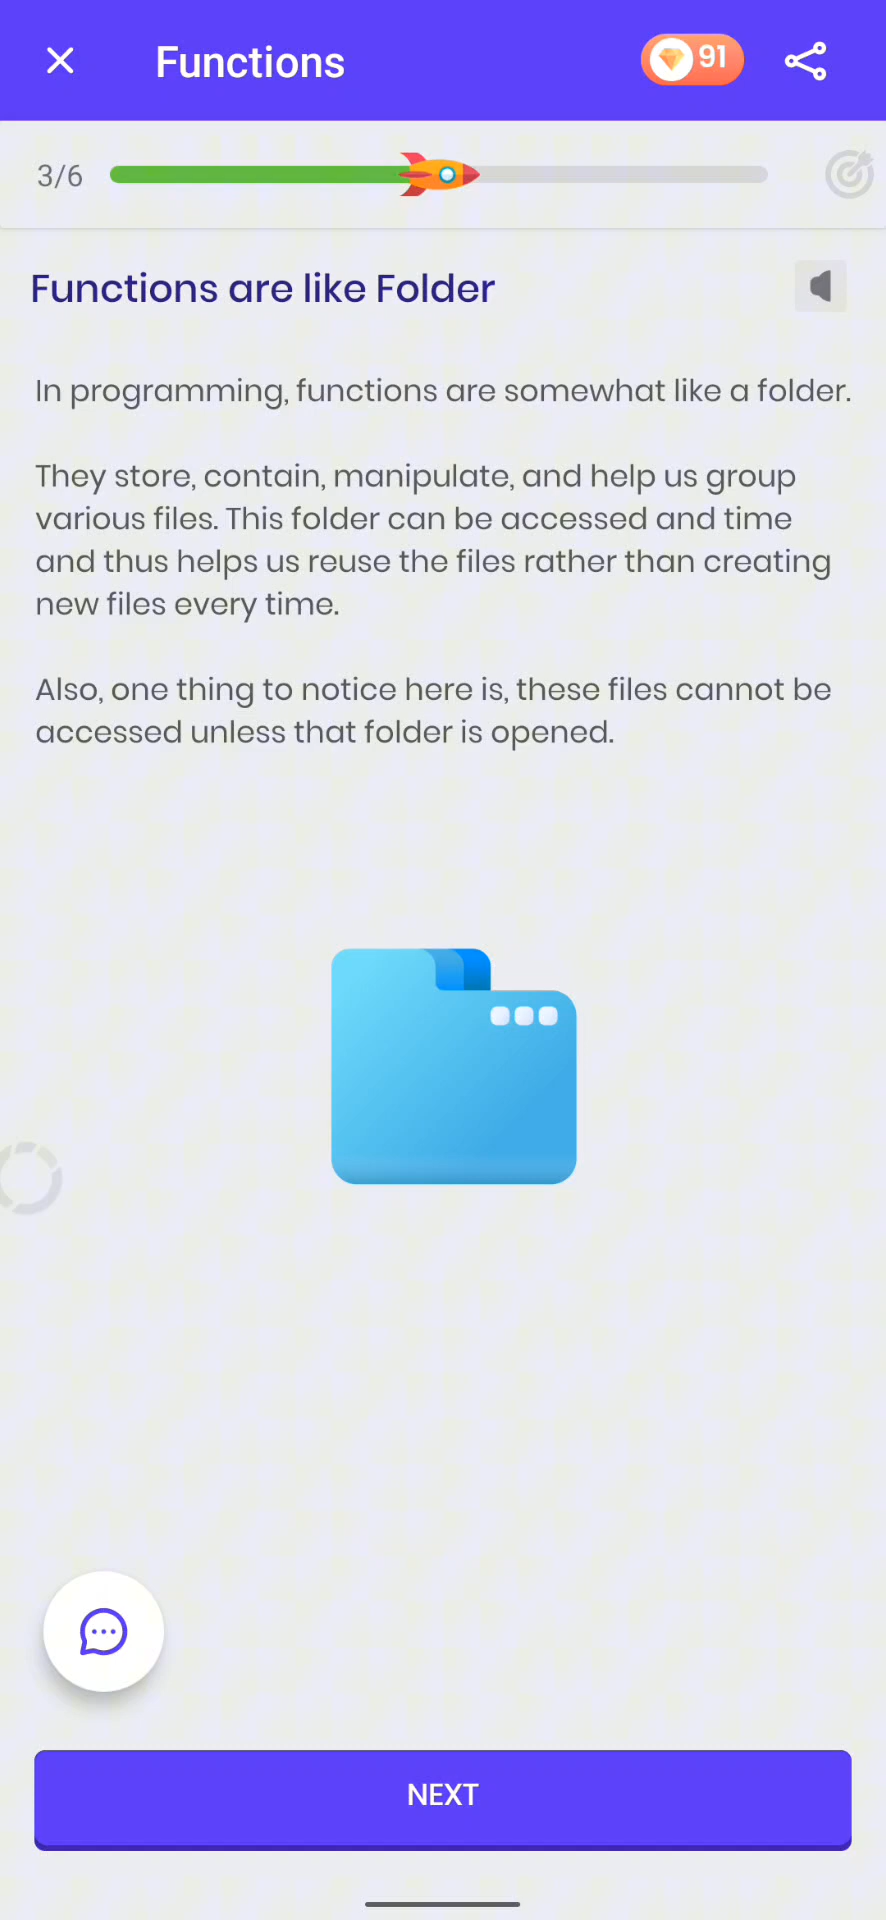 Functions
91
3/6
Functions are like Folder
In programming, functions are somewhat like a folder.
They store, contain, manipulate, and help us group
various files. This folder can be accessed and time
and thus helps us reuse the files rather than creating
new files every time.
Also, one thing to notice here is, these files cannot be
accessed unless that folder is opened.
NEXT